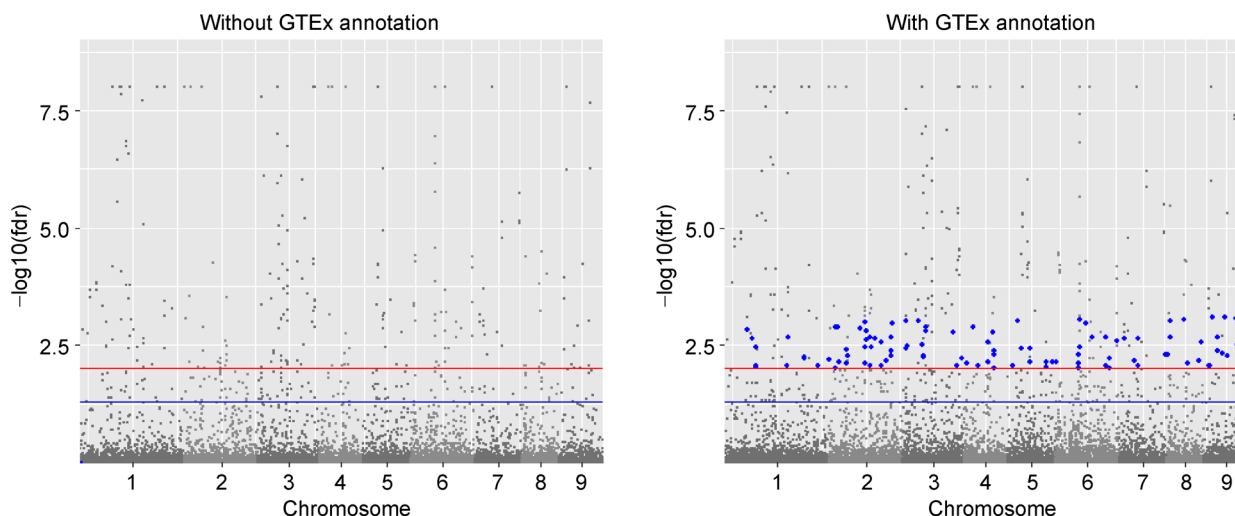 Without GTEx annotation
−log10(fdr)
7.5
5.0
2.5
1 2 3 4 5 6 7 8 9
Chromosome
With GTEx annotation
−log10(fdr)
7.5
5.0
2.5
1 2 3 4 5 6 7 8 9
Chromosome